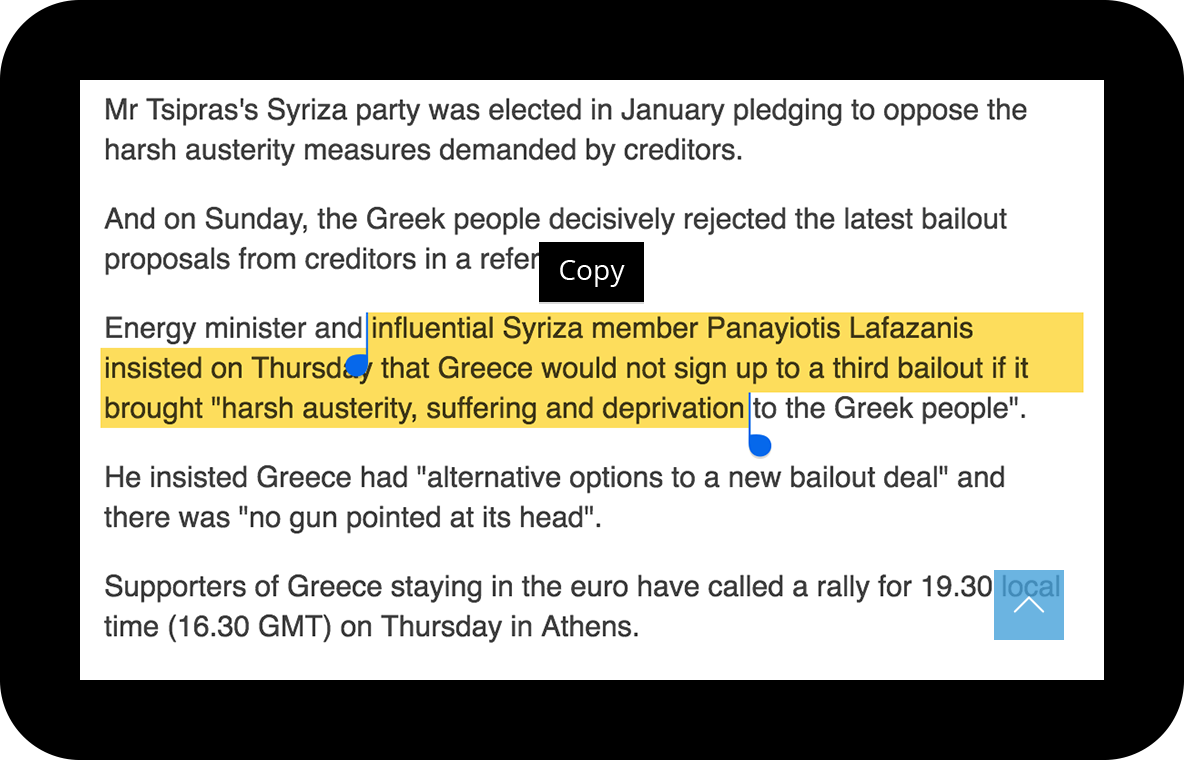 Mr Tsipras's Syriza party was elected in January pledging to oppose the
harsh austerity measures demanded by creditors.
And on Sunday, the Greek people decisively rejected the latest bailout
proposals from creditors in a refer
Copy
Energy minister and influential Syriza member Panayiotis Lafazanis
insisted on Thursday that Greece would not sign up to a third bailout if it
brought "harsh austerity, suffering and deprivation to the Greek people".
He insisted Greece had "alternative options to a new bailout deal" and
there was "no gun pointed at its head".
Supporters of Greece staying in the euro have called a rally for 19.30 local
time (16.30 GMT) on Thursday in Athens.